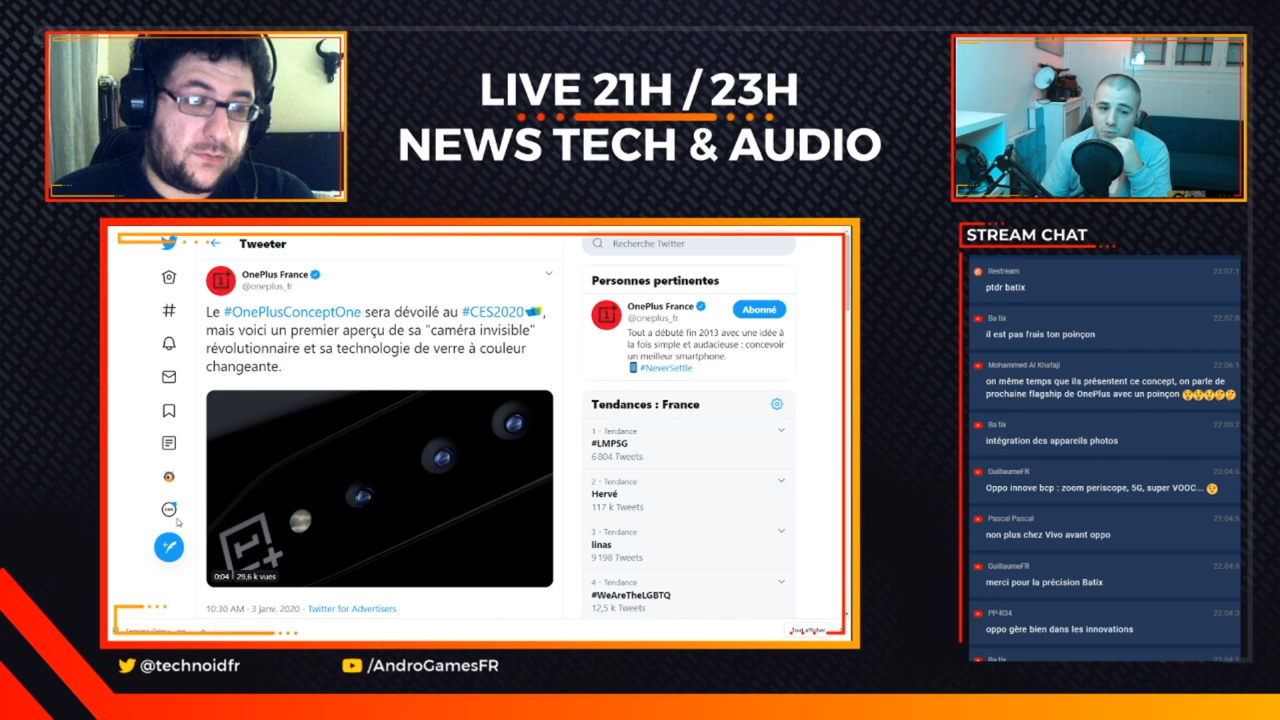 LIVE 21H / 23H
NEWS TECH & AUDIO
Tweeter
Recherche Twitter
OnePlus France
@oneplus_fr
Le #OnePlusConceptOne sera dévoilé au #CES2020,
mais voici un premier aperçu de sa "caméra invisible"
révolutionnaire et sa technologie de verre à couleur
changeante.
0:04 29,6 k vues
10:30 AM · 3 janv. 2020 · Twitter for Advertisers
Personnes pertinentes
OnePlus France
@oneplus_fr
Abonné
Tout a débuté fin 2013 avec une idée à
la fois simple et audacieuse : concevoir
un meilleur smartphone.
#NeverSettle
Tendances : France
1 · Tendance
#LMPSG
6 804 Tweets
2 · Tendance
Hervé
117 k Tweets
3 · Tendance
linas
9 198 Tweets
4 · Tendance
#WeAreTheLGBTQ
12,5 k Tweets
Tout afficher
STREAM CHAT
Restream
ptdr batix
Ba tix
il est pas frais ton poinçon
Mohammed Al Khafaji
on même temps que ils présentent ce concept, on parle de
prochaine flagship de OnePlus avec un poinçon
Ba tix
intégration des appareils photos
GuillaumeFR
Oppo innove bcp : zoom periscope, 5G, super VOOC...
Pascal Pascal
non plus chez Vivo avant oppo
GuillaumeFR
merci pour la précision Batix
PP-R34
oppo gère bien dans les innovations
Ba tix
@technoidfr
/AndroGamesFR